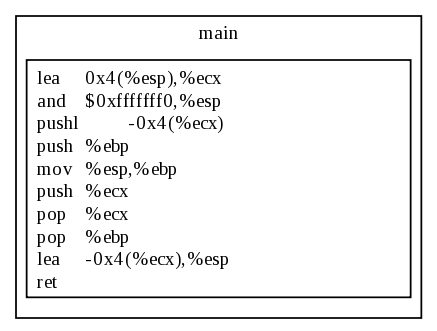 main
lea 0x4(%esp),%ecx
and $0xfffffff0,%esp
pushl -0x4(%ecx)
push %ebp
mov %esp,%ebp
push %ecx
pop %ecx
pop %ebp
lea -0x4(%ecx),%esp
ret